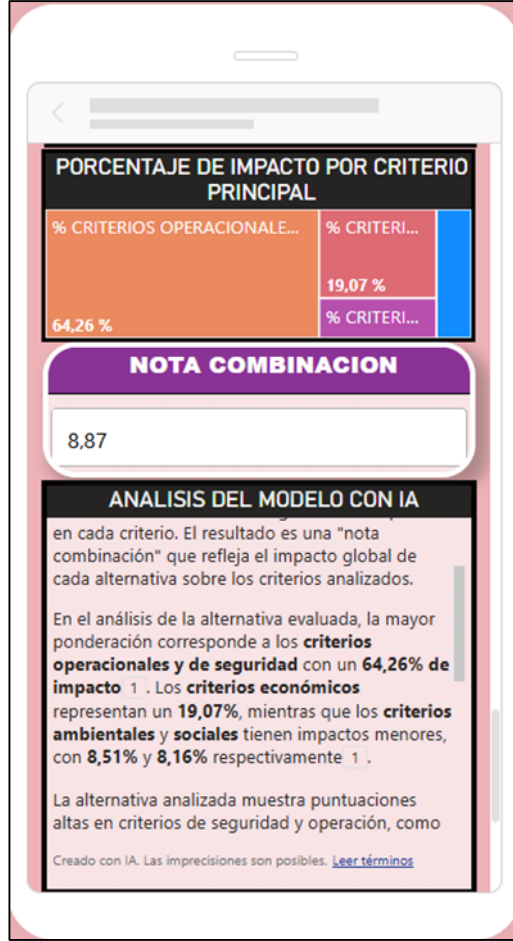 PORCENTAJE DE IMPACTO POR CRITERIO
PRINCIPAL
% CRITERIOS OPERACIONALE...
% CRITERI...
19,07 %
64,26 %
% CRITERI...
NOTA COMBINACION
8,87
ANALISIS DEL MODELO CON IA
en cada criterio. El resultado es una "nota
combinación" que refleja el impacto global de
cada alternativa sobre los criterios analizados.
En el análisis de la alternativa evaluada, la mayor
ponderación corresponde a los criterios
operacionales y de seguridad con un 64,26% de
impacto 1 . Los criterios económicos
representan un 19,07%, mientras que los criterios
ambientales y sociales tienen impactos menores,
con 8,51% y 8,16% respectivamente 1 .
La alternativa analizada muestra puntuaciones
altas en criterios de seguridad y operación, como
Creado con IA. Las imprecisiones son posibles. Leer términos